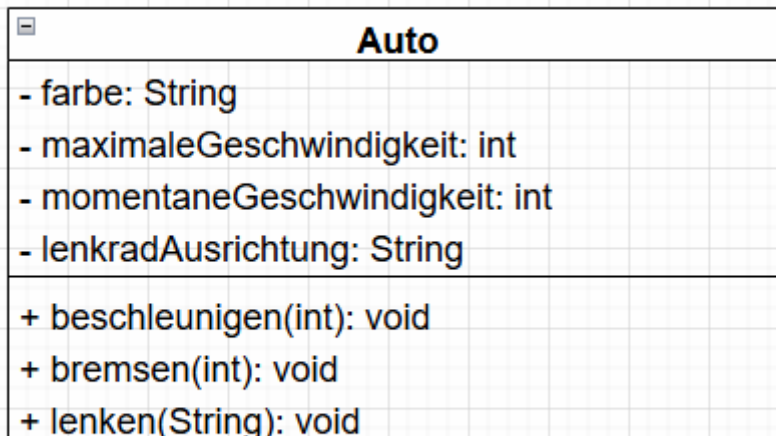 Auto
- farbe: String
- maximaleGeschwindigkeit: int
- momentaneGeschwindigkeit: int
- lenkradAusrichtung: String
+ beschleunigen(int): void
+ bremsen(int): void
+ lenken(String): void